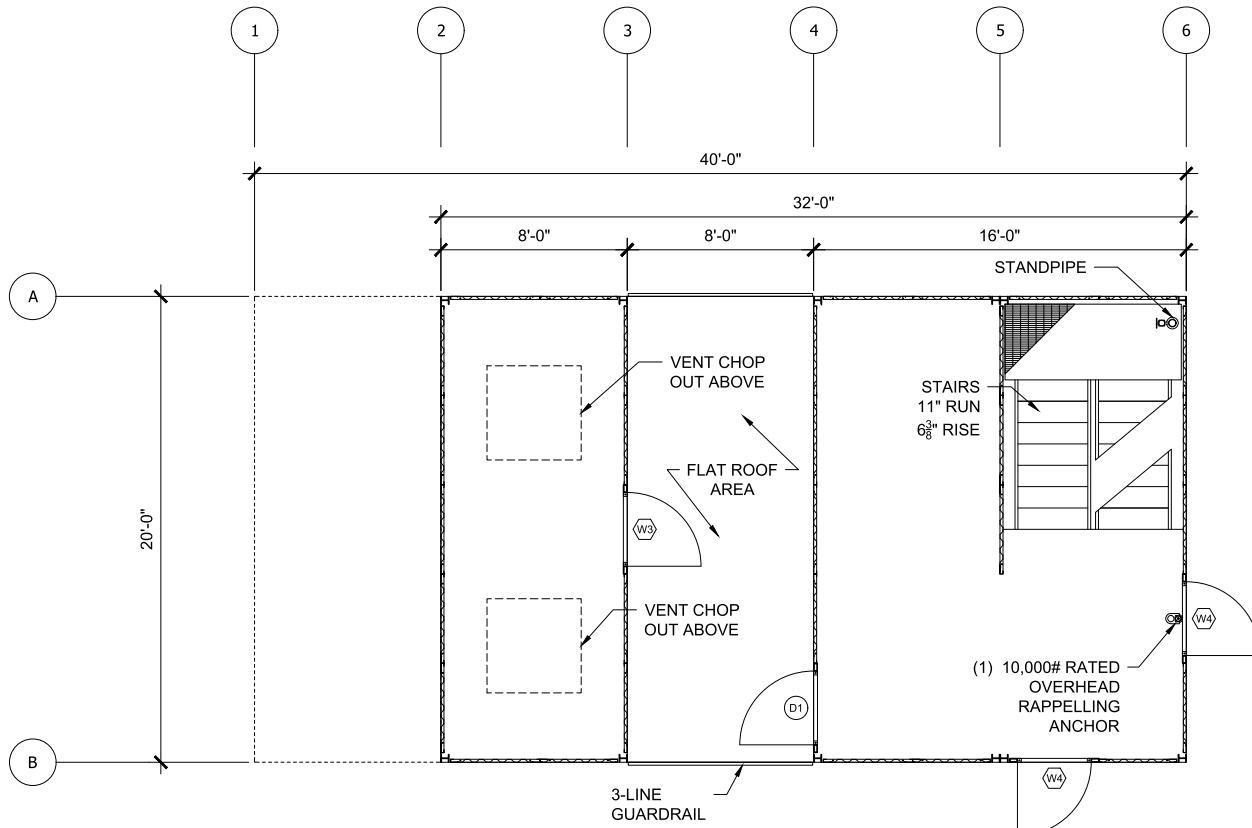 1
2
3
4
5
6
40'-0"
32'-0"
8'-0"
8'-0"
16'-0"
STANDPIPE
A
VENT CHOP
OUT ABOVE
STAIRS
11" RUN
6 3/8" RISE
FLAT ROOF
AREA
20'-0"
W3
VENT CHOP
OUT ABOVE
W4
(1) 10,000# RATED
OVERHEAD
RAPPELLING
ANCHOR
D1
B
W4
3-LINE
GUARDRAIL